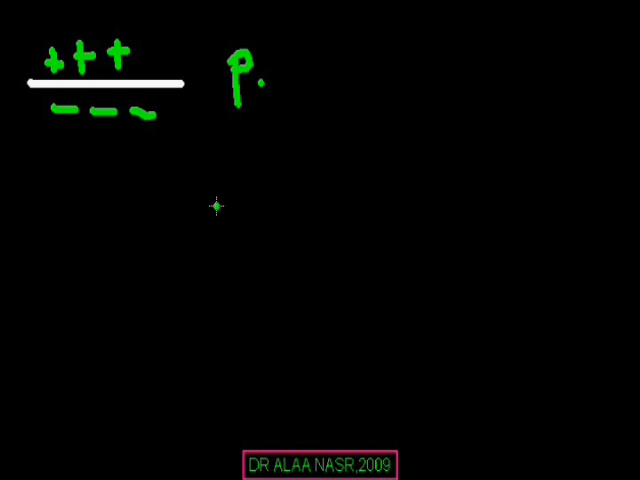 +++
P.
---
DR ALAA NASR,2009